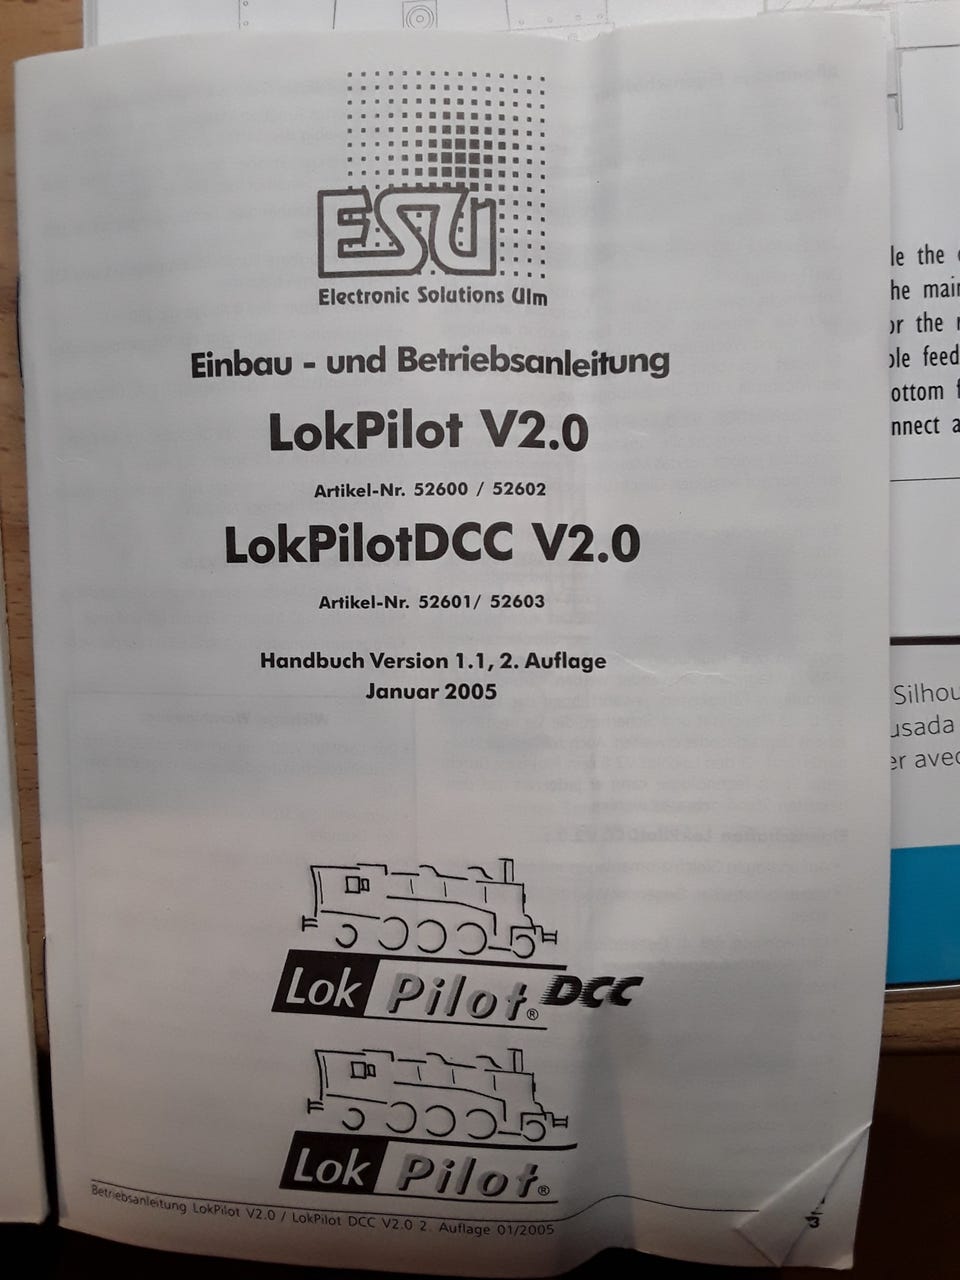 ESU
Electronic Solutions Ulm
Einbau - und Betriebsanleitung
LokPilot V2.0
Artikel-Nr. 52600 / 52602
LokPilotDCC V2.0
Artikel-Nr. 52601/ 52603
Handbuch Version 1.1, 2. Auflage
Januar 2005
Lok Pilot® DCC
Lok Pilot®
Betriebsanleitung LokPilot V2.0 / LokPilot DCC V2.0 2. Auflage 01/2005
3
le the
he main
or the
ble feed
ottom
nnect a
Silhou
usada
er avec